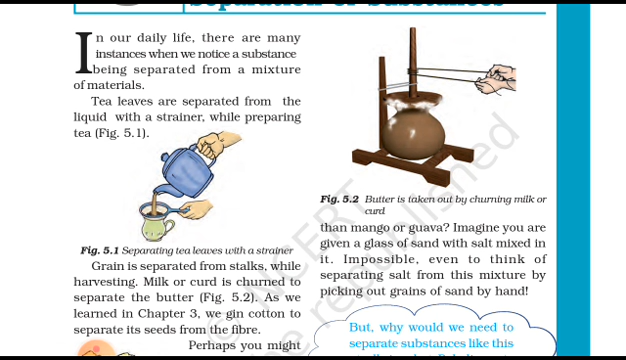 Separation of Substances
In our daily life, there are many
instances when we notice a substance
being separated from a mixture
of materials.
Tea leaves are separated from the
liquid with a strainer, while preparing
tea (Fig. 5.1).
Fig. 5.1 Separating tea leaves with a strainer
Grain is separated from stalks, while
harvesting. Milk or curd is churned to
separate the butter (Fig. 5.2). As we
learned in Chapter 3, we gin cotton to
separate its seeds from the fibre.
Perhaps you might
Fig. 5.2 Butter is taken out by churning milk or
curd
than mango or guava? Imagine you are
given a glass of sand with salt mixed in
it. Impossible, even to think of
separating salt from this mixture by
picking out grains of sand by hand!
But, why would we need to
separate substances like this
© NCERT
be republished